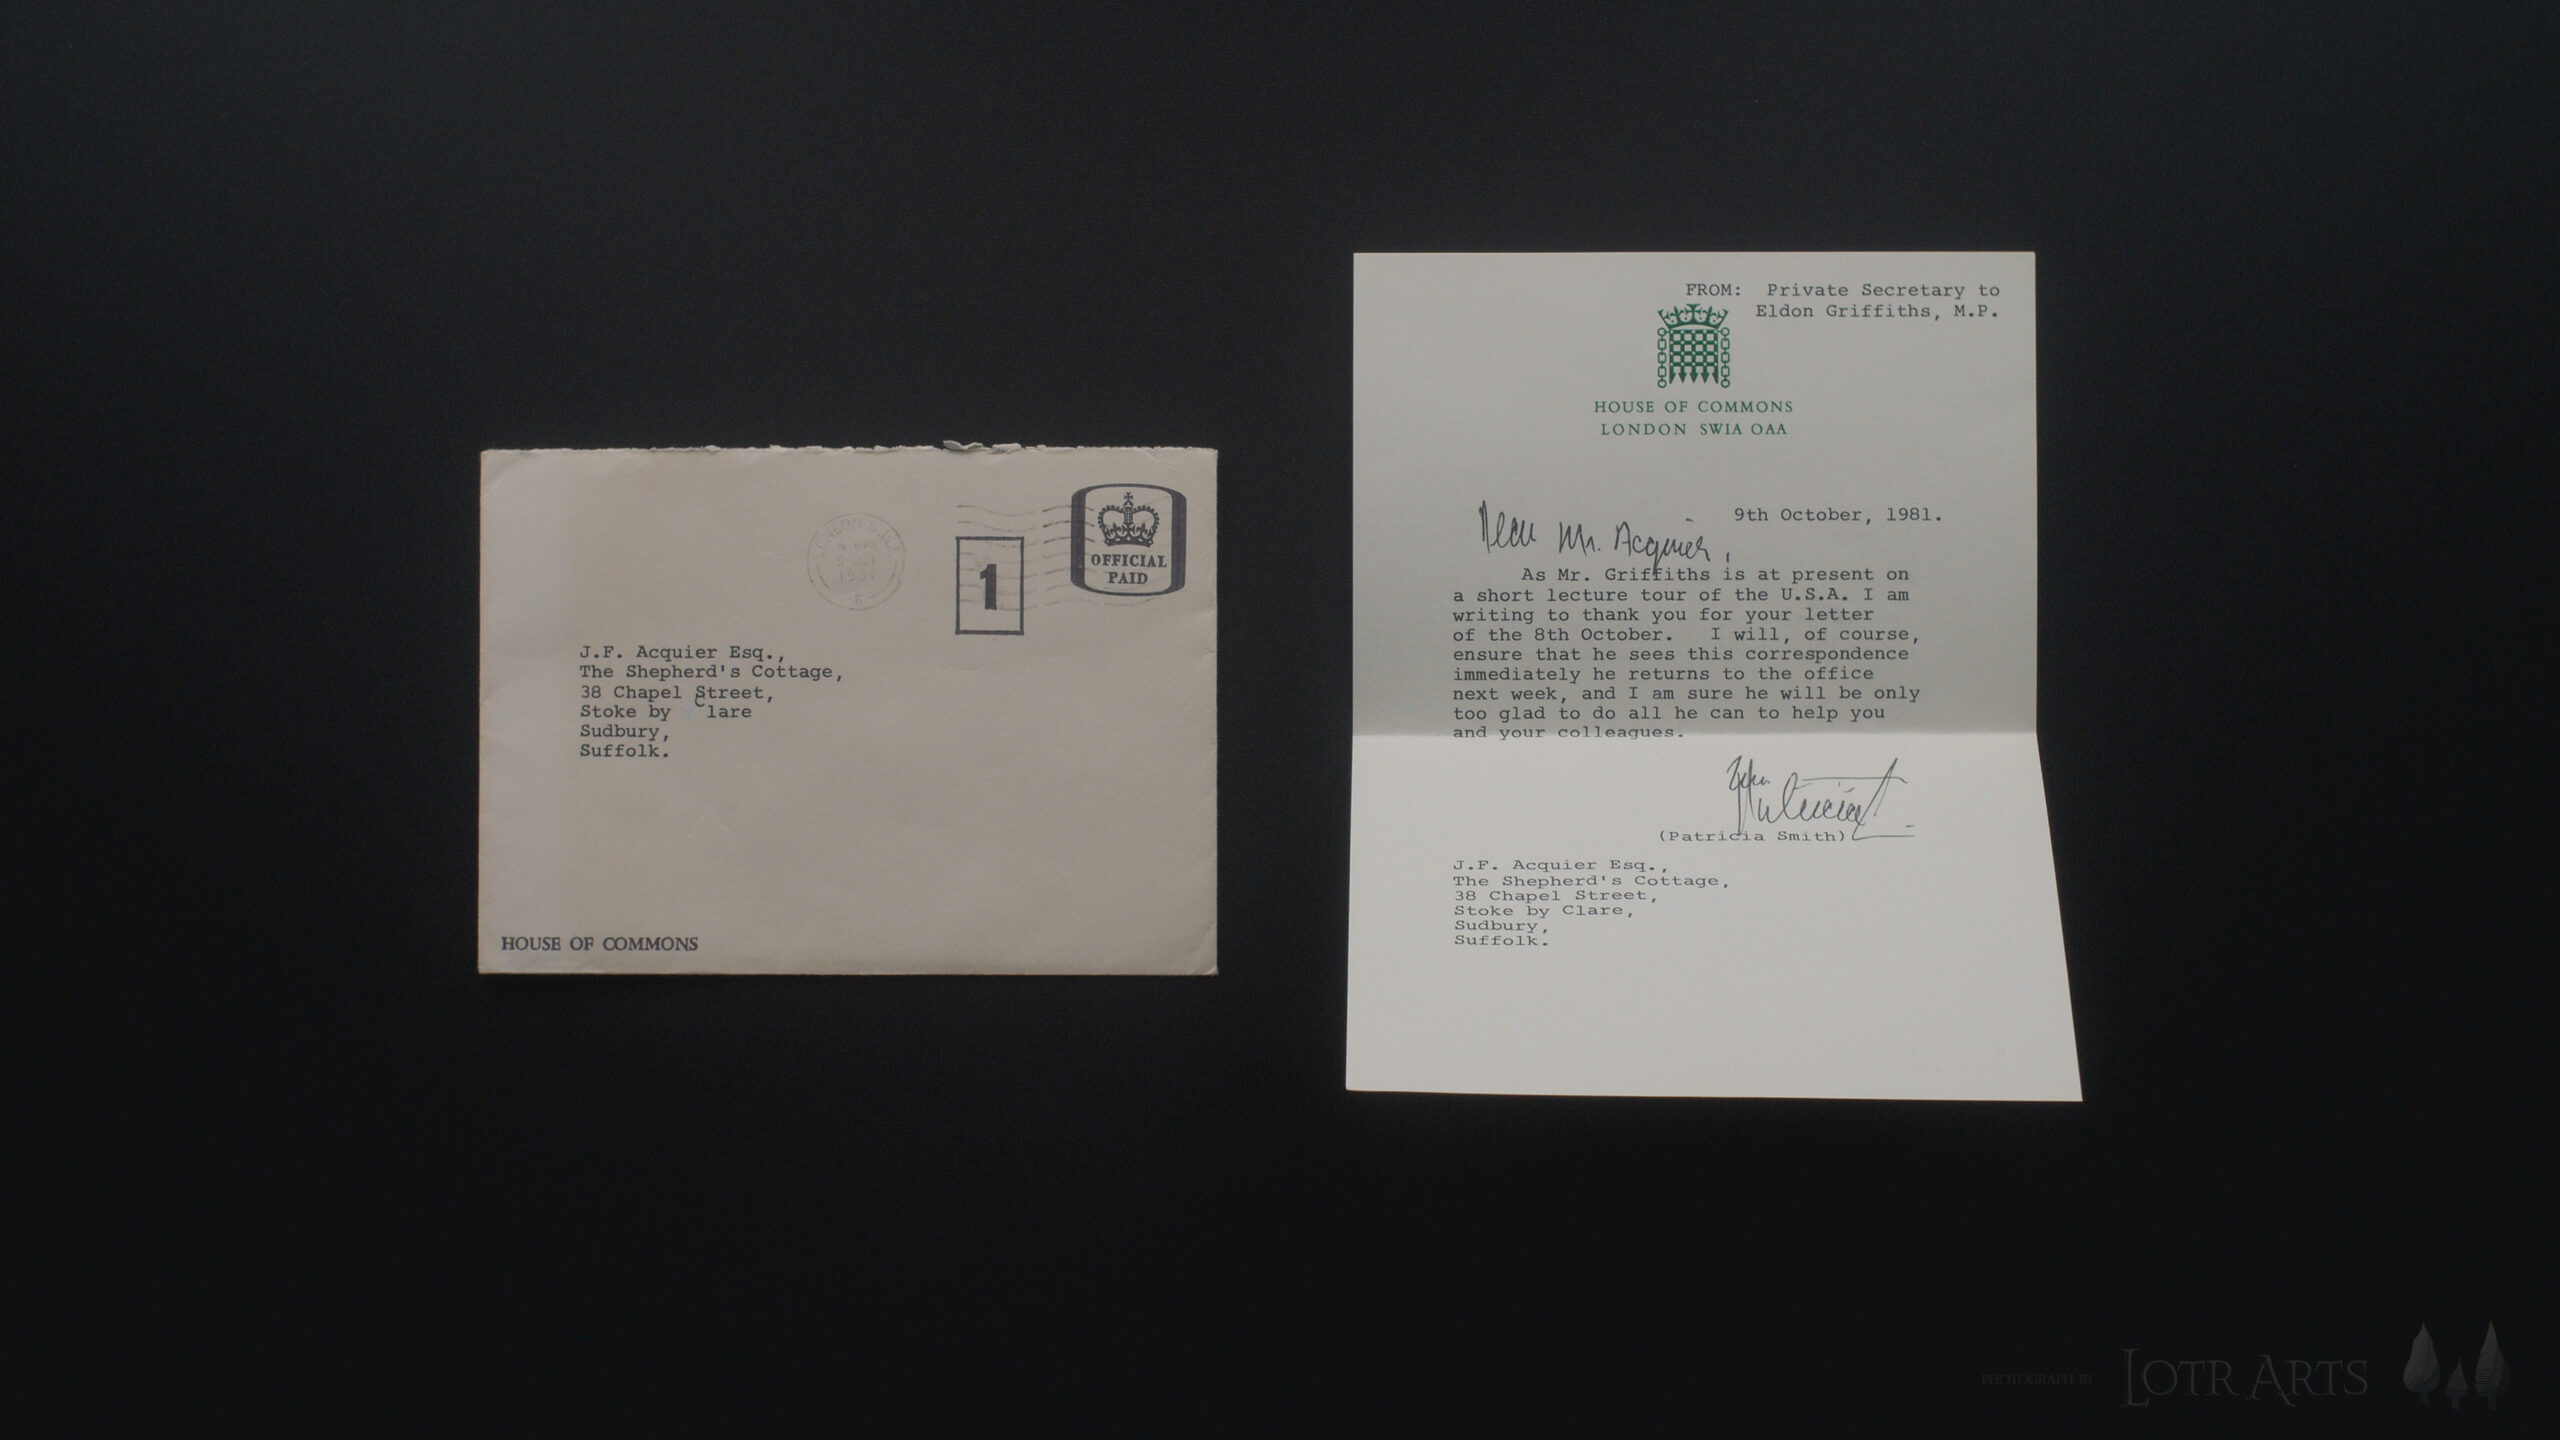 LONDON S.W.1
9 OCT
1981
1
OFFICIAL
PAID
J.F. Acquier Esq.,
The Shepherd's Cottage,
38 Chapel Street,
Stoke by Clare
Sudbury,
Suffolk.
HOUSE OF COMMONS
FROM: Private Secretary to
Eldon Griffiths, M.P.
HOUSE OF COMMONS
LONDON SWIA OAA
9th October, 1981.
Dear Mr. Acquier,
As Mr. Griffiths is at present on
a short lecture tour of the U.S.A. I am
writing to thank you for your letter
of the 8th October. I will, of course,
ensure that he sees this correspondence
immediately he returns to the office
next week, and I am sure he will be only
too glad to do all he can to help you
and your colleagues.
(Patricia Smith)
J.F. Acquier Esq.,
The Shepherd's Cottage,
38 Chapel Street,
Stoke by Clare,
Sudbury,
Suffolk.
PHOTOGRAPH BY LOTR ARTS